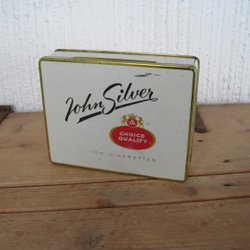 John Silver
CHOICE
QUALITY
100 CIGARETTES